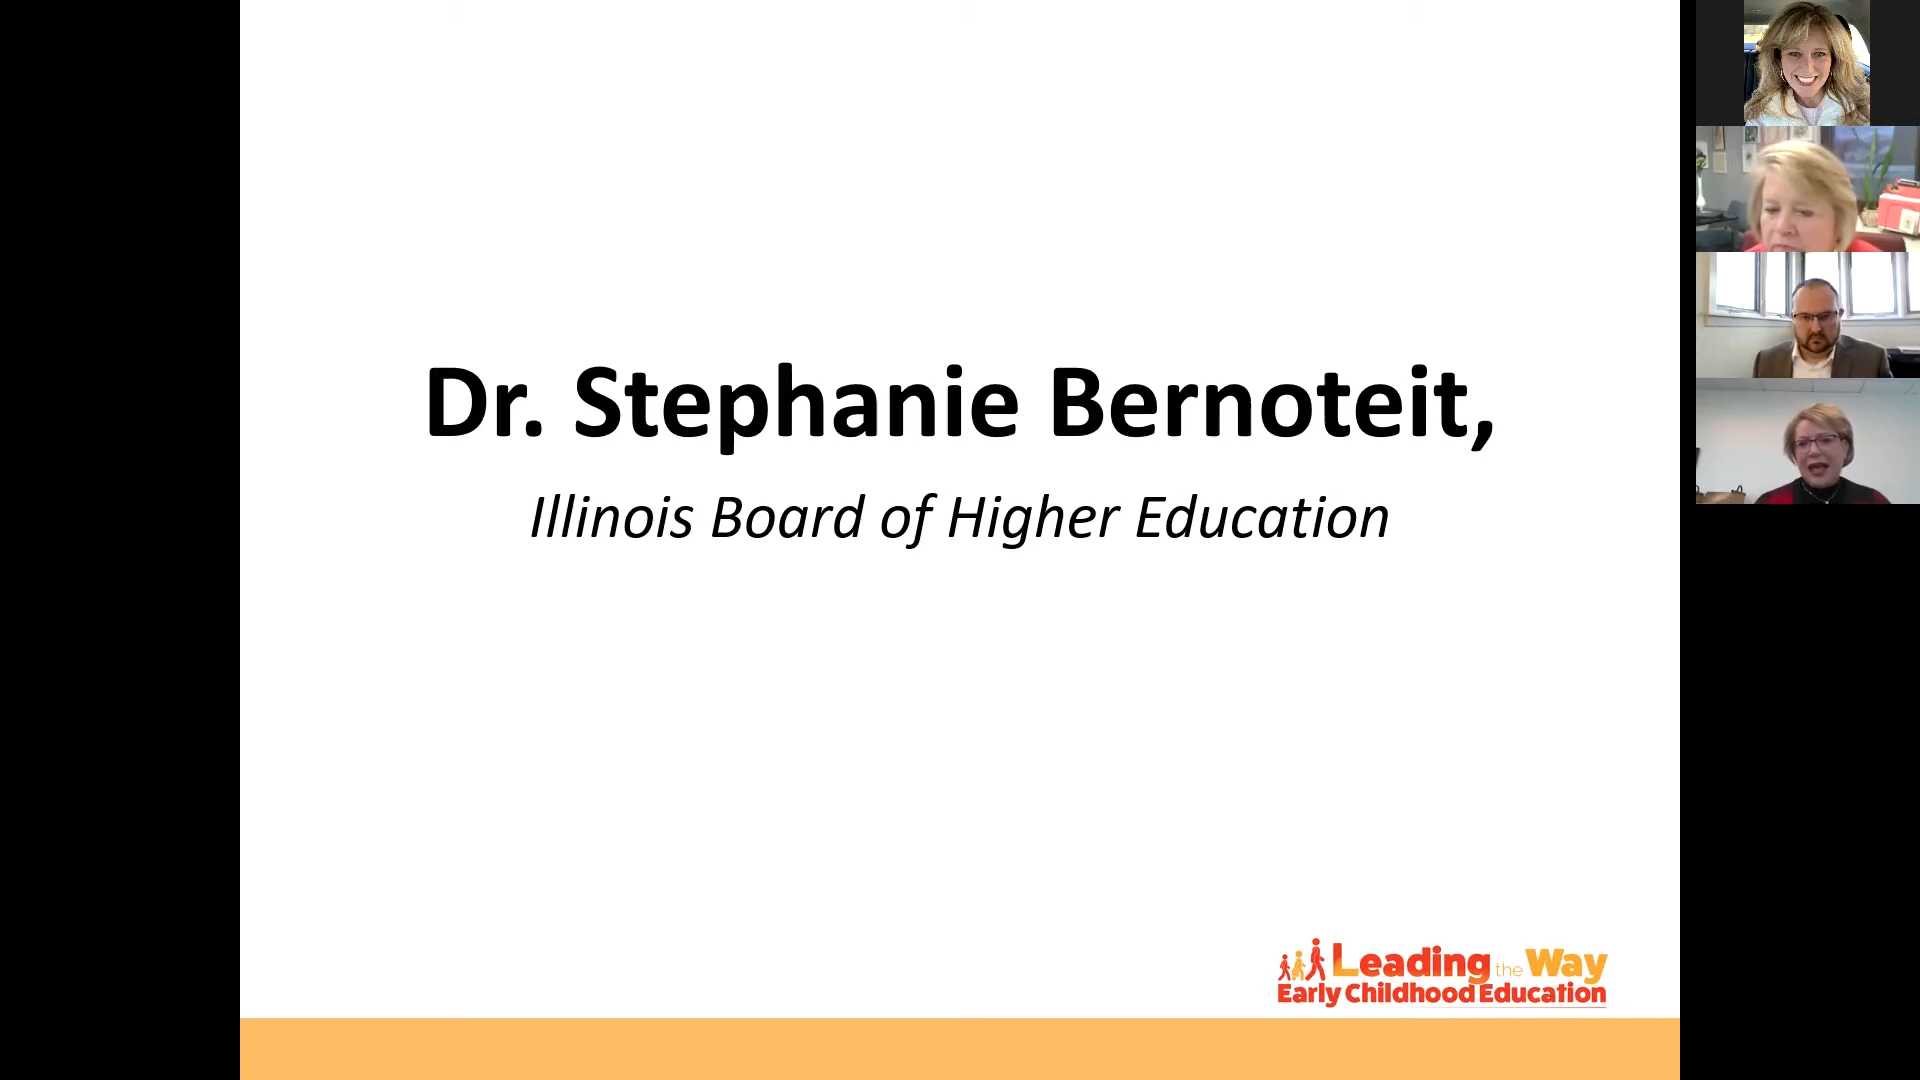 Dr. Stephanie Bernoteit,
Illinois Board of Higher Education
Leading the Way
Early Childhood Education